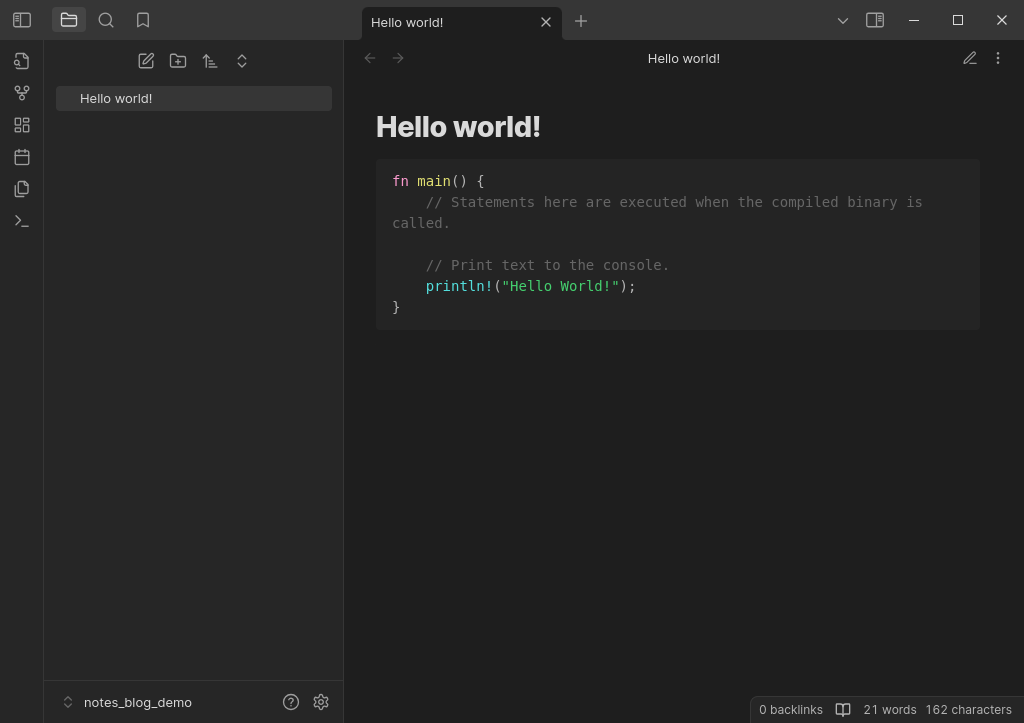 Hello world!
Hello world!
Hello world!
Hello world!
fn main() {
    // Statements here are executed when the compiled binary is
called.
    // Print text to the console.
    println!("Hello World!");
}
notes_blog_demo
0 backlinks 21 words 162 characters